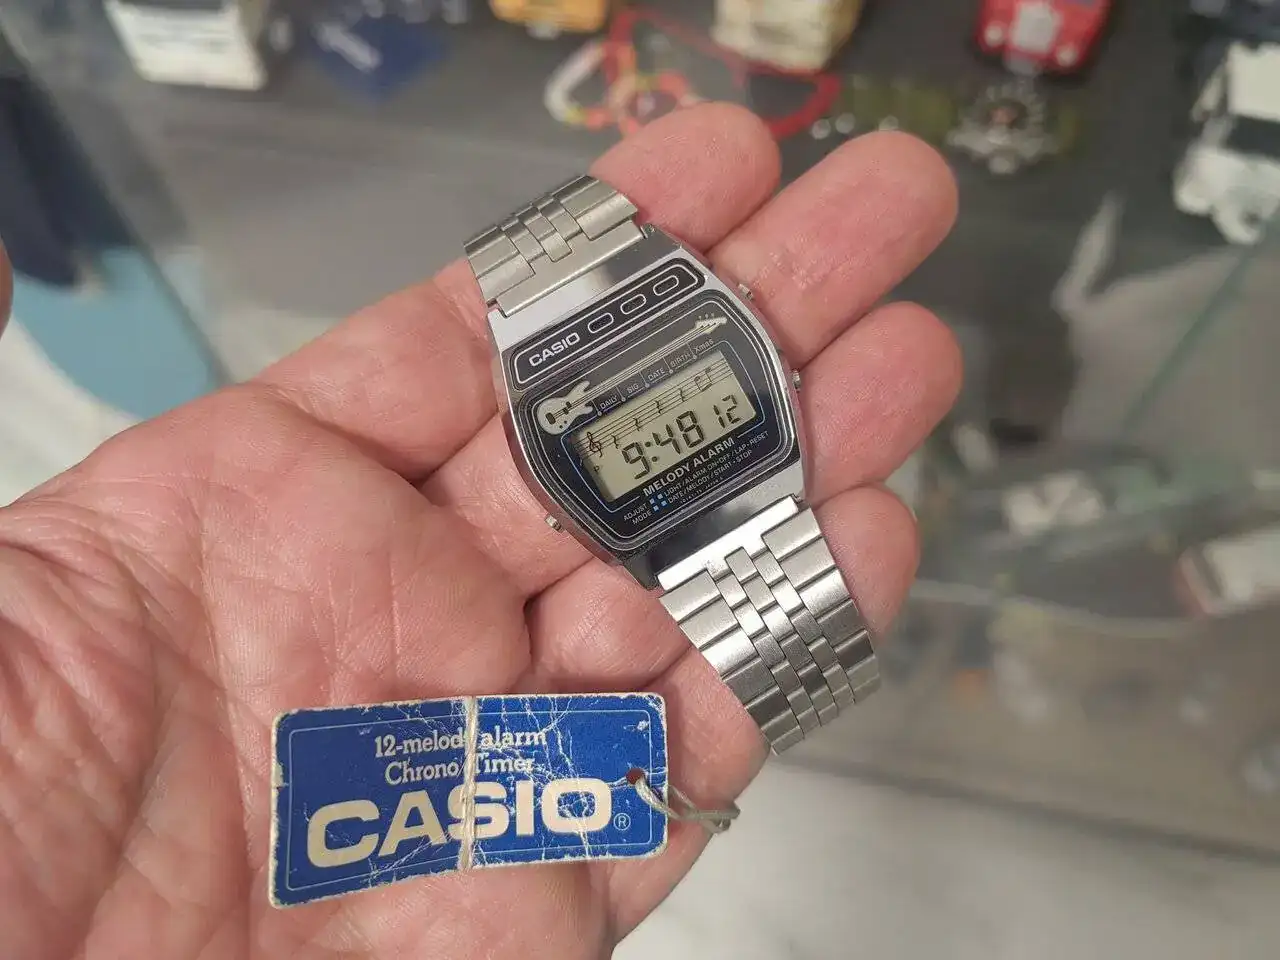 CASIO
DAILY SIG DATE BIRTH Xmas
P 9:48 12
MELODY ALARM
ADJUST LIGHT/ALARM ON·OFF/LAP·RESET
MODE DATE/MELODY/START·STOP
12-melody alarm
Chrono/Timer
CASIO®